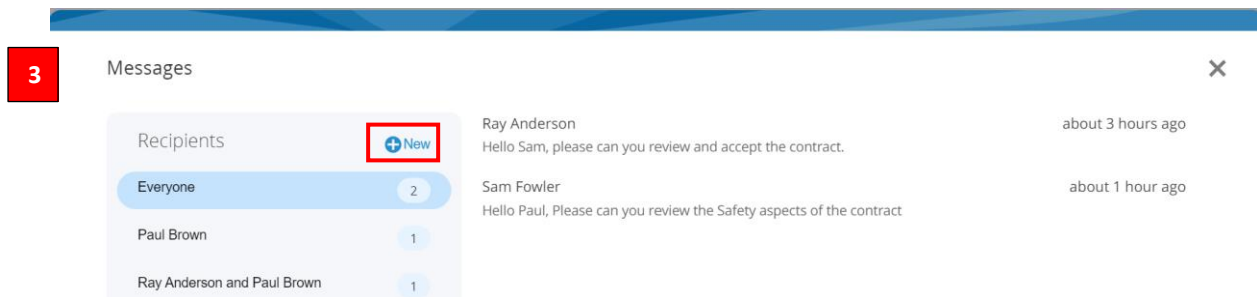 3
Messages
Recipients
New
Everyone 2
Paul Brown 1
Ray Anderson and Paul Brown 1
Ray Anderson about 3 hours ago
Hello Sam, please can you review and accept the contract.
Sam Fowler about 1 hour ago
Hello Paul, Please can you review the Safety aspects of the contract